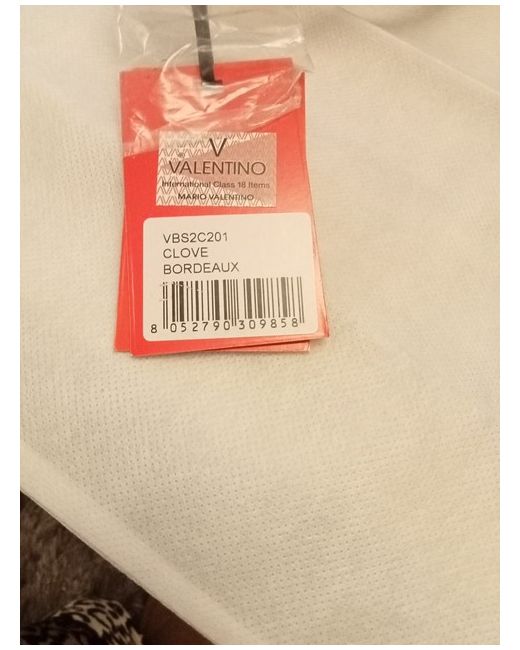 V
VALENTINO
International Class 18 Items
MARIO VALENTINO
VBS2C201
CLOVE
BORDEAUX
8 052790 309858